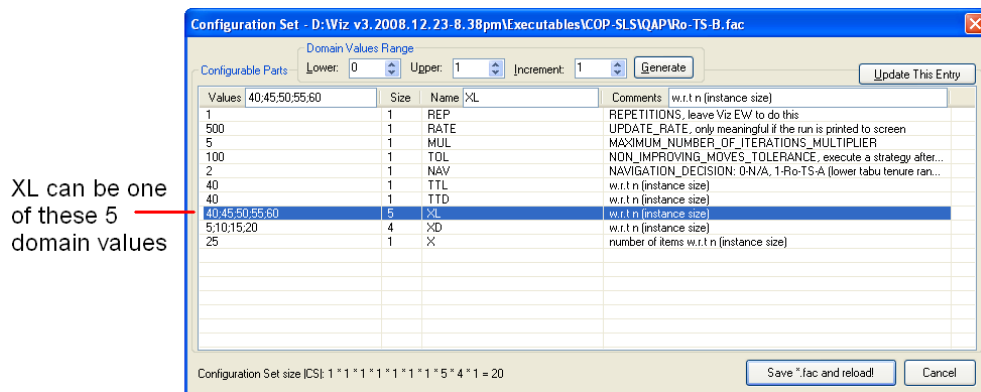 Configuration Set - D:\Viz v3.2008.12.23-8.38pm\Executables\COP-SLS\QAP\Ro-TS-B.fac
Domain Values Range
Configurable Parts Lower: 0 Upper: 1 Increment: 1 Generate
Update This Entry
Values 40;45;50;55;60 Size Name XL Comments w.r.t n (instance size)
1 1 REP REPETITIONS, leave Viz EW to do this
500 1 RATE UPDATE_RATE, only meaningful if the run is printed to screen
5 1 MUL MAXIMUM_NUMBER_OF_ITERATIONS_MULTIPLIER
100 1 TOL NON_IMPROVING_MOVES_TOLERANCE, execute a strategy after...
2 1 NAV NAVIGATION_DECISION: 0-N/A, 1-Ro-TS-A (lower tabu tenure ran...
40 1 TTL w.r.t n (instance size)
40 1 TTD w.r.t n (instance size)
40;45;50;55;60 5 XL w.r.t n (instance size)
5;10;15;20 4 XD w.r.t n (instance size)
25 1 X number of items w.r.t n (instance size)
XL can be one
of these 5
domain values
Configuration Set size |CS|: 1 * 1 * 1 * 1 * 1 * 1 * 1 * 5 * 4 * 1 = 20
Save *.fac and reload! Cancel